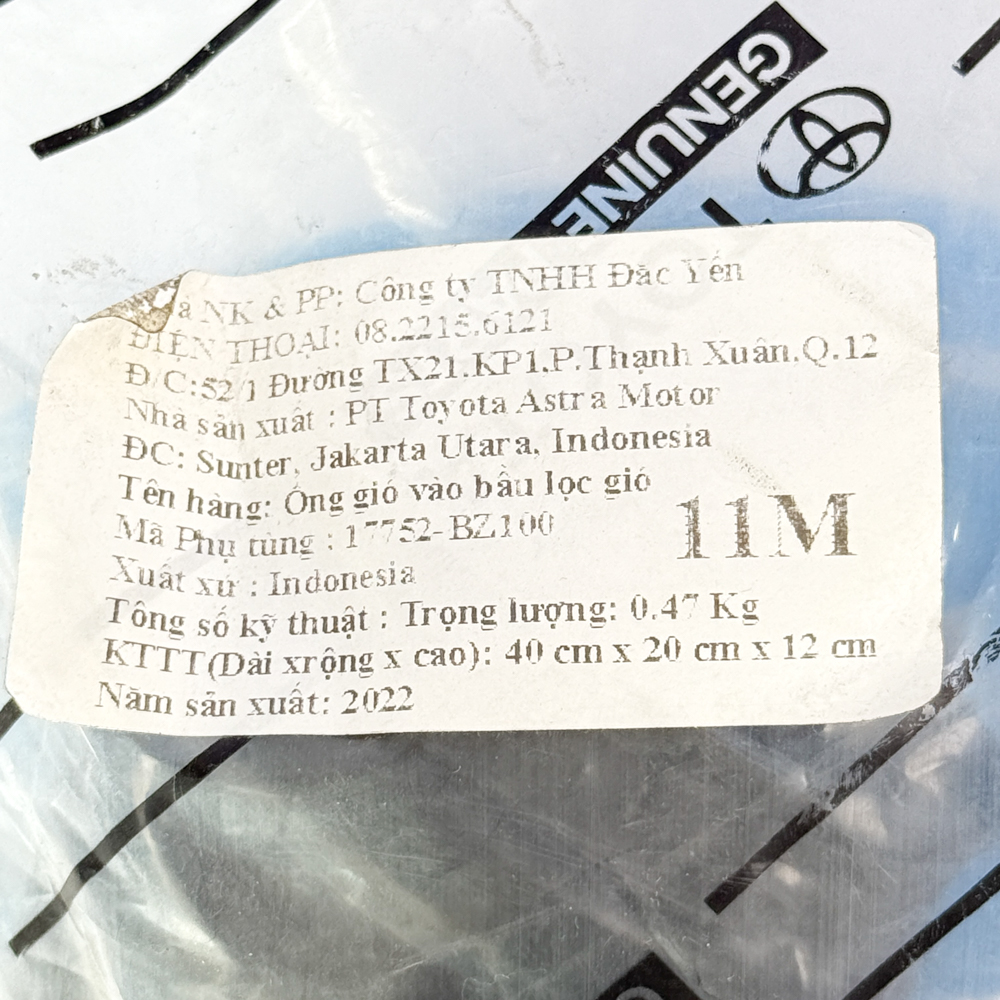 GENUINE
à NK & PP: Công ty TNHH Đăc Yến
ĐIỆN THOẠI: 08.2215.6121
Đ/C:52/1 Đường TX21.KP1.P.Thạnh Xuân.Q.12
Nhà sản xuất : PT Toyota Astra Motor
ĐC: Sunter, Jakarta Utara, Indonesia
Tên hàng: Ống gió vào bầu lọc gió
Mã Phụ tùng : 17752-BZ100
11M
Xuất xứ : Indonesia
Tông số kỹ thuật : Trọng lượng: 0.47 Kg
KTTT(Dài xrộng x cao): 40 cm x 20 cm x 12 cm
Năm sản xuất: 2022